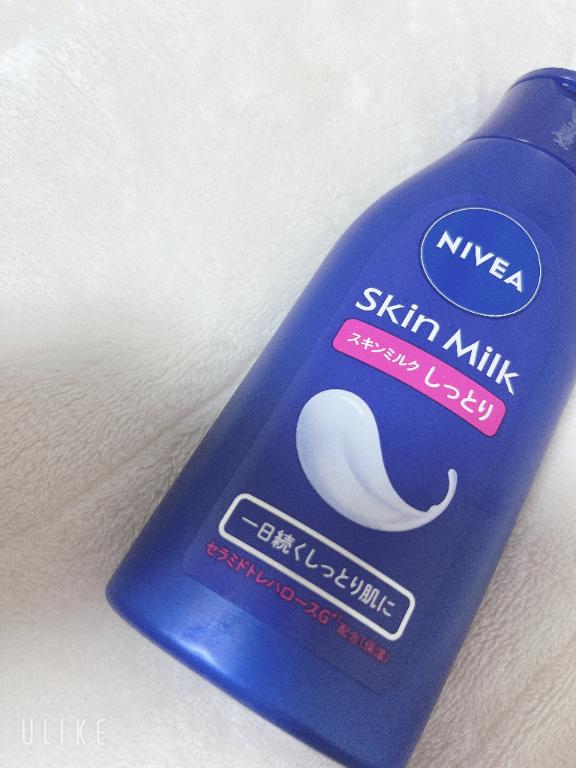 NIVEA
Skin Milk
スキンミルク しっとり
一日続くしっとり肌に
セラミドトレハロースG*¹配合(保湿)
ULIKE